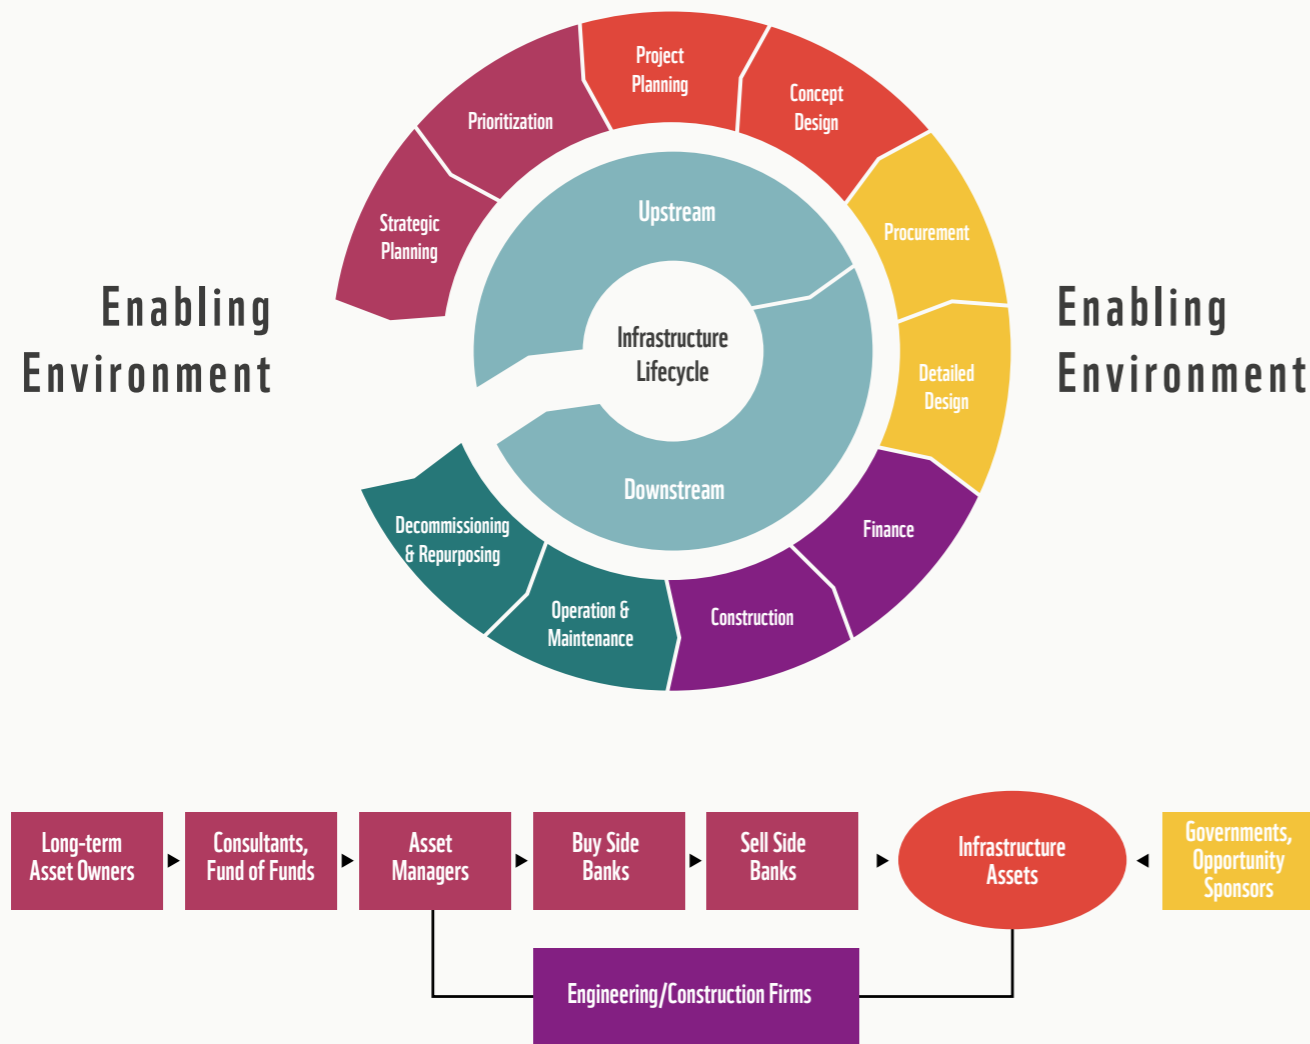 Project
Planning
Concept
Design
Prioritization
Strategic
Planning
Procurement
Detailed
Design
Finance
Construction
Operation &
Maintenance
Decommissioning
& Repurposing
Upstream
Infrastructure
Lifecycle
Downstream
Enabling
Environment
Enabling
Environment
Long-term
Asset Owners
Consultants,
Fund of Funds
Asset
Managers
Buy Side
Banks
Sell Side
Banks
Infrastructure
Assets
Governments,
Opportunity
Sponsors
Engineering/Construction Firms